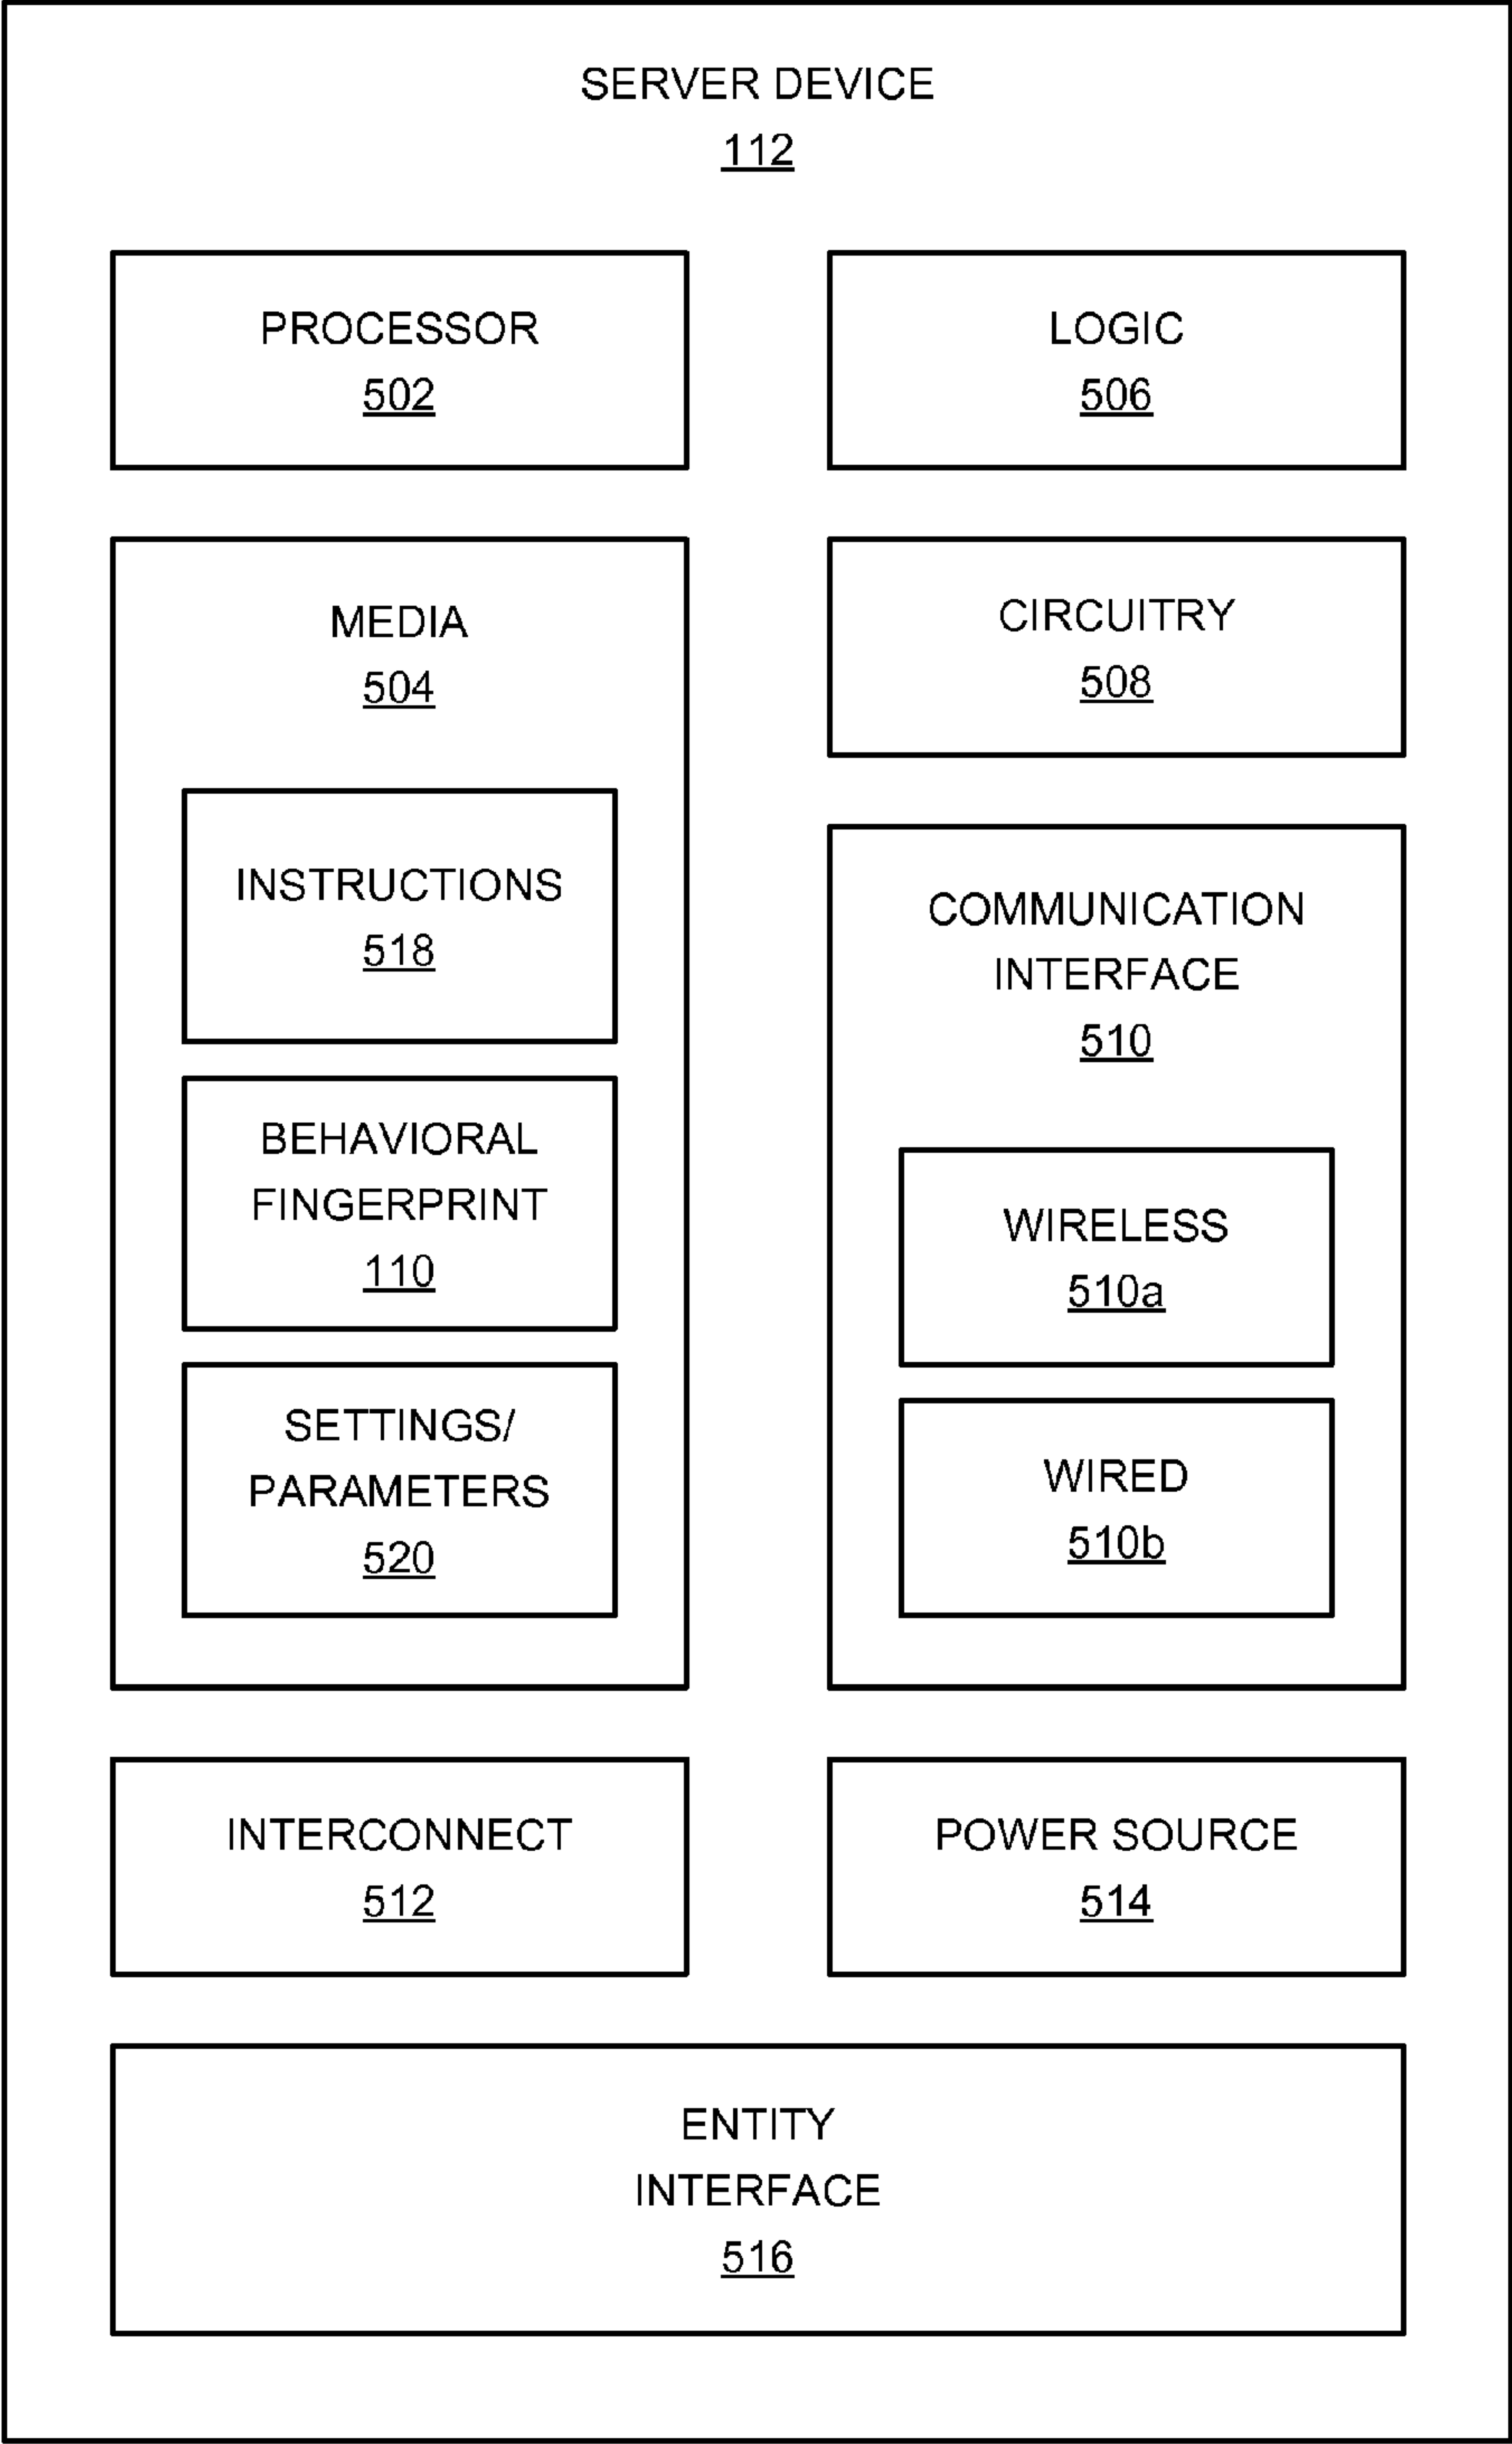 SERVER DEVICE
112
PROCESSOR
502
LOGIC
506
MEDIA
504
INSTRUCTIONS
518
BEHAVIORAL
FINGERPRINT
110
SETTINGS/
PARAMETERS
520
CIRCUITRY
508
COMMUNICATION
INTERFACE
510
WIRELESS
510a
WIRED
510b
INTERCONNECT
512
POWER SOURCE
514
ENTITY
INTERFACE
516